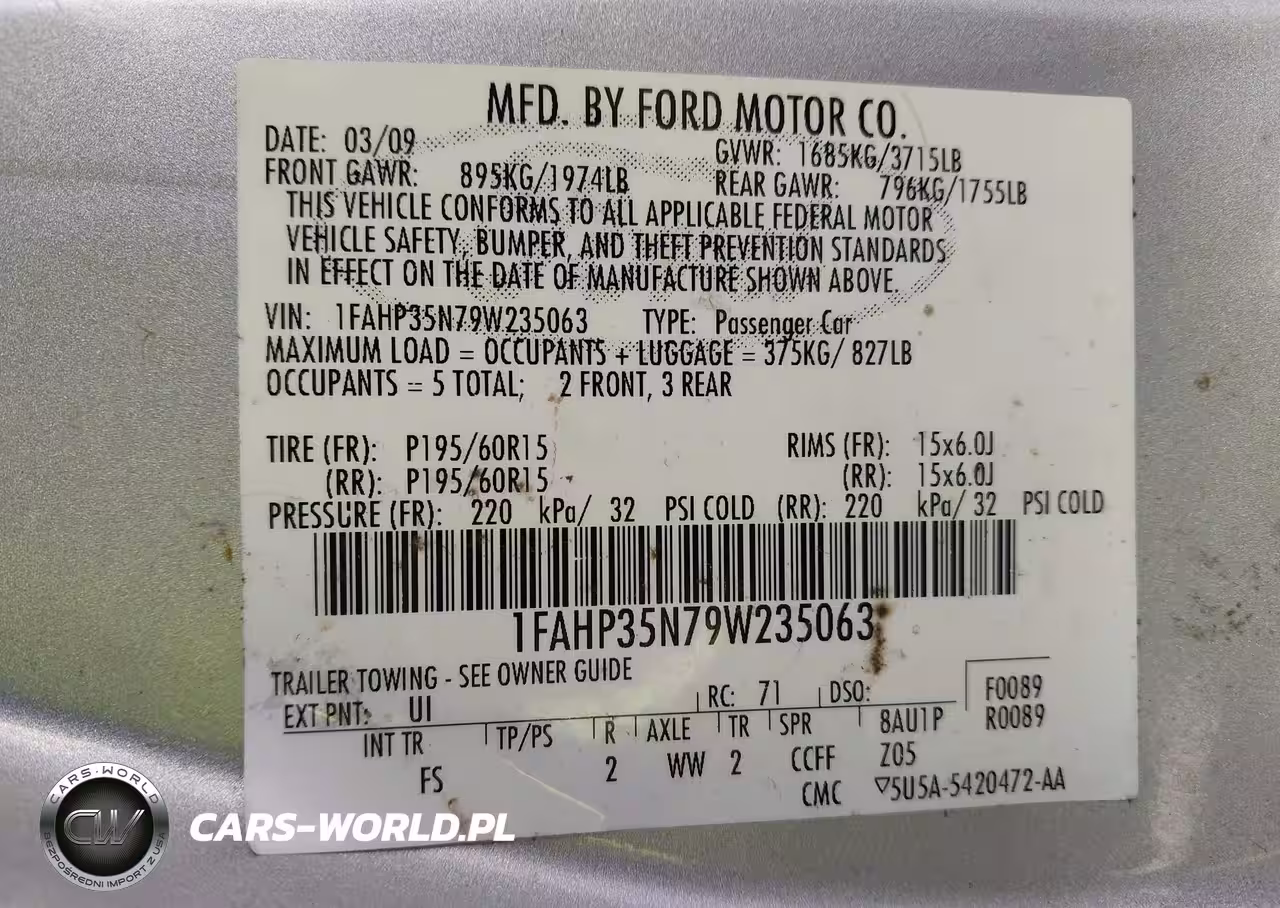 MFD. BY FORD MOTOR CO.
DATE: 03/09 GVWR: 1685KG/3715LB
FRONT GAWR: 895KG/1974LB REAR GAWR: 796KG/1755LB
THIS VEHICLE CONFORMS TO ALL APPLICABLE FEDERAL MOTOR
VEHICLE SAFETY, BUMPER, AND THEFT PREVENTION STANDARDS
IN EFFECT ON THE DATE OF MANUFACTURE SHOWN ABOVE.
VIN: 1FAHP35N79W235063 TYPE: Passenger Car
MAXIMUM LOAD = OCCUPANTS + LUGGAGE = 375KG/ 827LB
OCCUPANTS = 5 TOTAL; 2 FRONT, 3 REAR
TIRE (FR): P195/60R15 RIMS (FR): 15x6.0J
(RR): P195/60R15 (RR): 15x6.0J
PRESSURE (FR): 220 kPa/ 32 PSI COLD (RR): 220 kPa/ 32 PSI COLD
1FAHP35N79W235063
TRAILER TOWING - SEE OWNER GUIDE
EXT PNT: UI RC: 71 DSO: F0089
R0089
INT TR TP/PS R AXLE TR SPR 8AU1P
FS 2 WW 2 CCFF Z05
CMC ▽5U5A-5420472-AA
CARS-WORLD
CW
BEZPOŚREDNI IMPORT Z USA
CARS-WORLD.PL